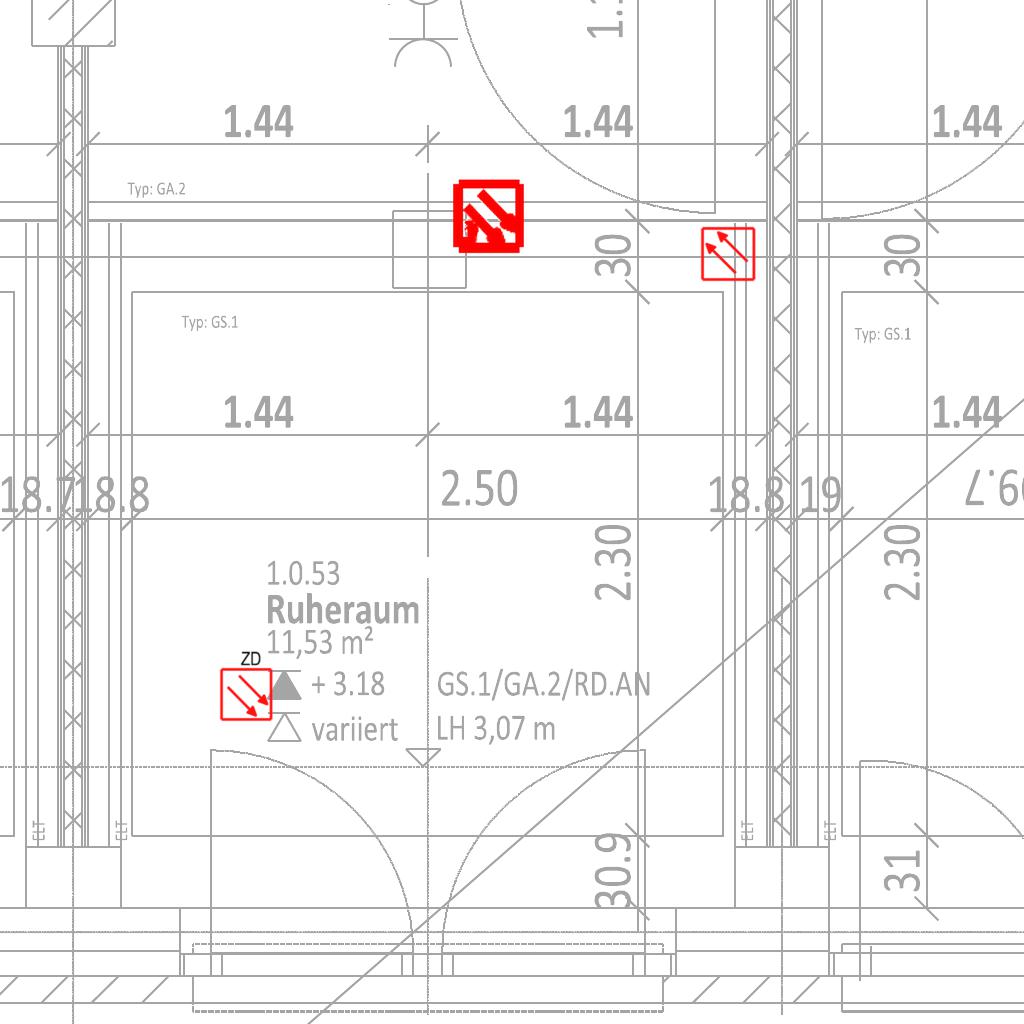 1.1
1.44
1.44
1.44
Typ: GA.2
30
30
Typ: GS.1
Typ: GS.1
1.44
1.44
1.44
18.7
18.8
2.50
18.8
19
2.30
2.30
1.0.53
Ruheraum
11,53 m²
ZD
+ 3.18
GS.1/GA.2/RD.AN
variiert
LH 3,07 m
ELT
ELT
ELT
ELT
30.9
31